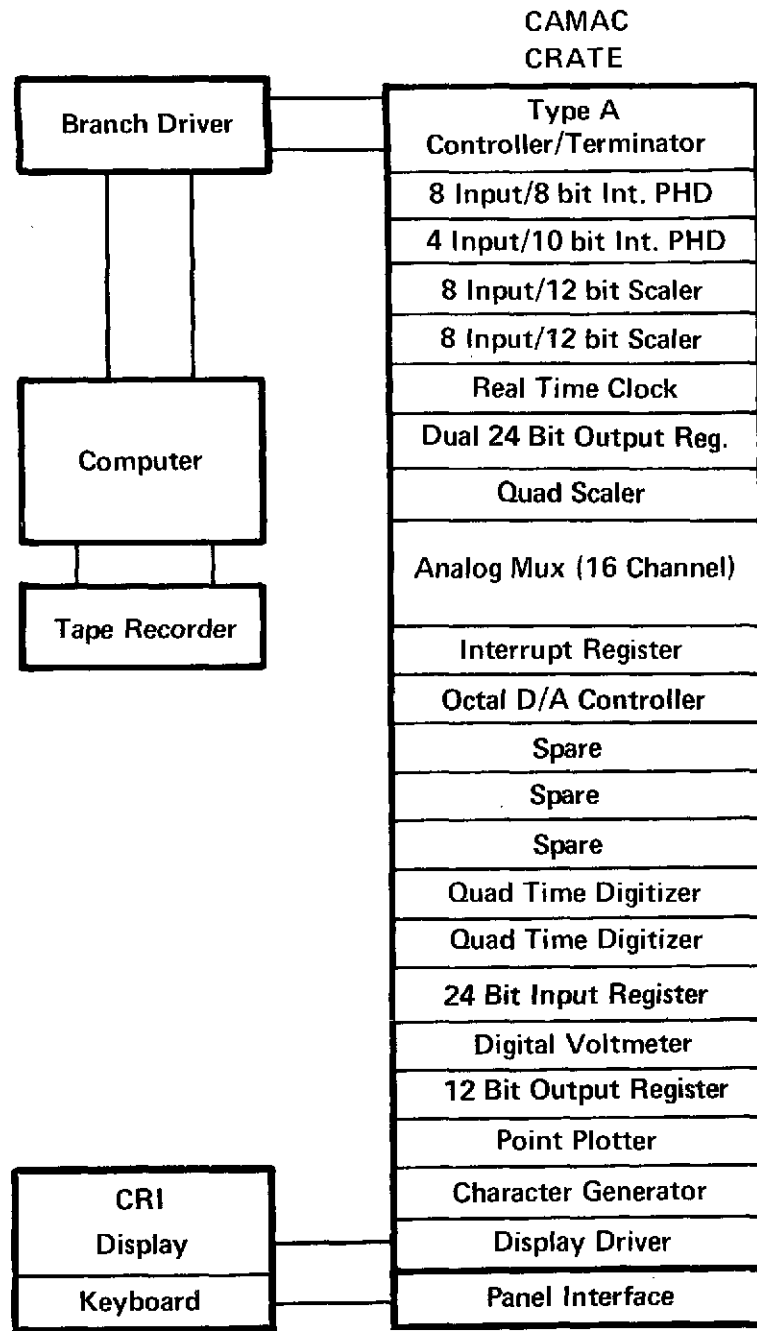 CAMAC
CRATE
Branch Driver
Type A
Controller/Terminator
8 Input/8 bit Int. PHD
4 Input/10 bit Int. PHD
8 Input/12 bit Scaler
8 Input/12 bit Scaler
Real Time Clock
Dual 24 Bit Output Reg.
Quad Scaler
Analog Mux (16 Channel)
Interrupt Register
Octal D/A Controller
Spare
Spare
Spare
Quad Time Digitizer
Quad Time Digitizer
24 Bit Input Register
Digital Voltmeter
12 Bit Output Register
Point Plotter
Character Generator
Display Driver
Panel Interface
Computer
Tape Recorder
CRI
Display
Keyboard